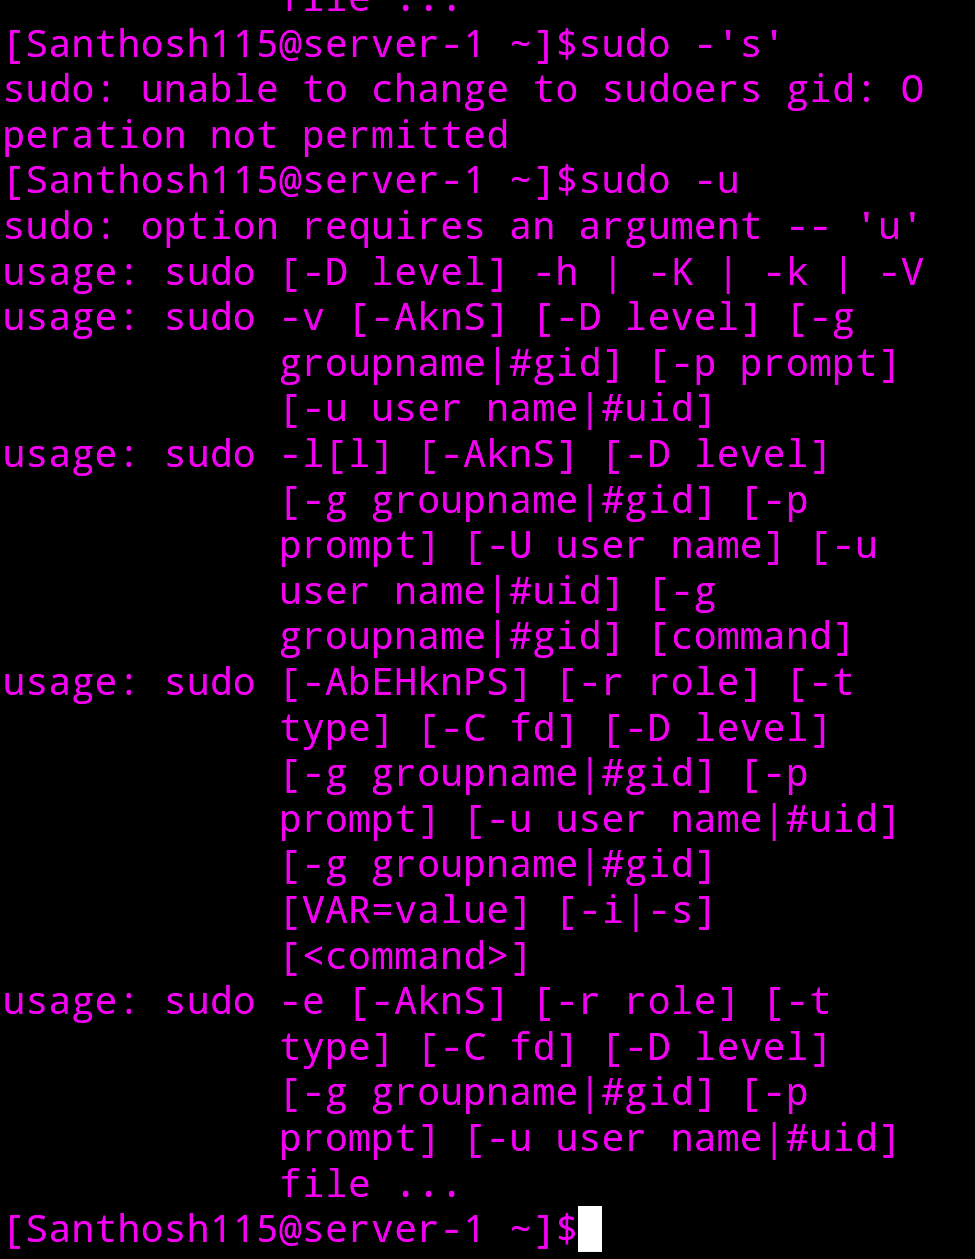 file ...
[Santhosh115@server-1 ~]$sudo -'s'
sudo: unable to change to sudoers gid: O
peration not permitted
[Santhosh115@server-1 ~]$sudo -u
sudo: option requires an argument -- 'u'
usage: sudo [-D level] -h | -K | -k | -V
usage: sudo -v [-AknS] [-D level] [-g
groupname|#gid] [-p prompt]
[-u user name|#uid]
usage: sudo -l[l] [-AknS] [-D level]
[-g groupname|#gid] [-p
prompt] [-U user name] [-u
user name|#uid] [-g
groupname|#gid] [command]
usage: sudo [-AbEHknPS] [-r role] [-t
type] [-C fd] [-D level]
[-g groupname|#gid] [-p
prompt] [-u user name|#uid]
[-g groupname|#gid]
[VAR=value] [-i|-s]
[<command>]
usage: sudo -e [-AknS] [-r role] [-t
type] [-C fd] [-D level]
[-g groupname|#gid] [-p
prompt] [-u user name|#uid]
file ...
[Santhosh115@server-1 ~]$